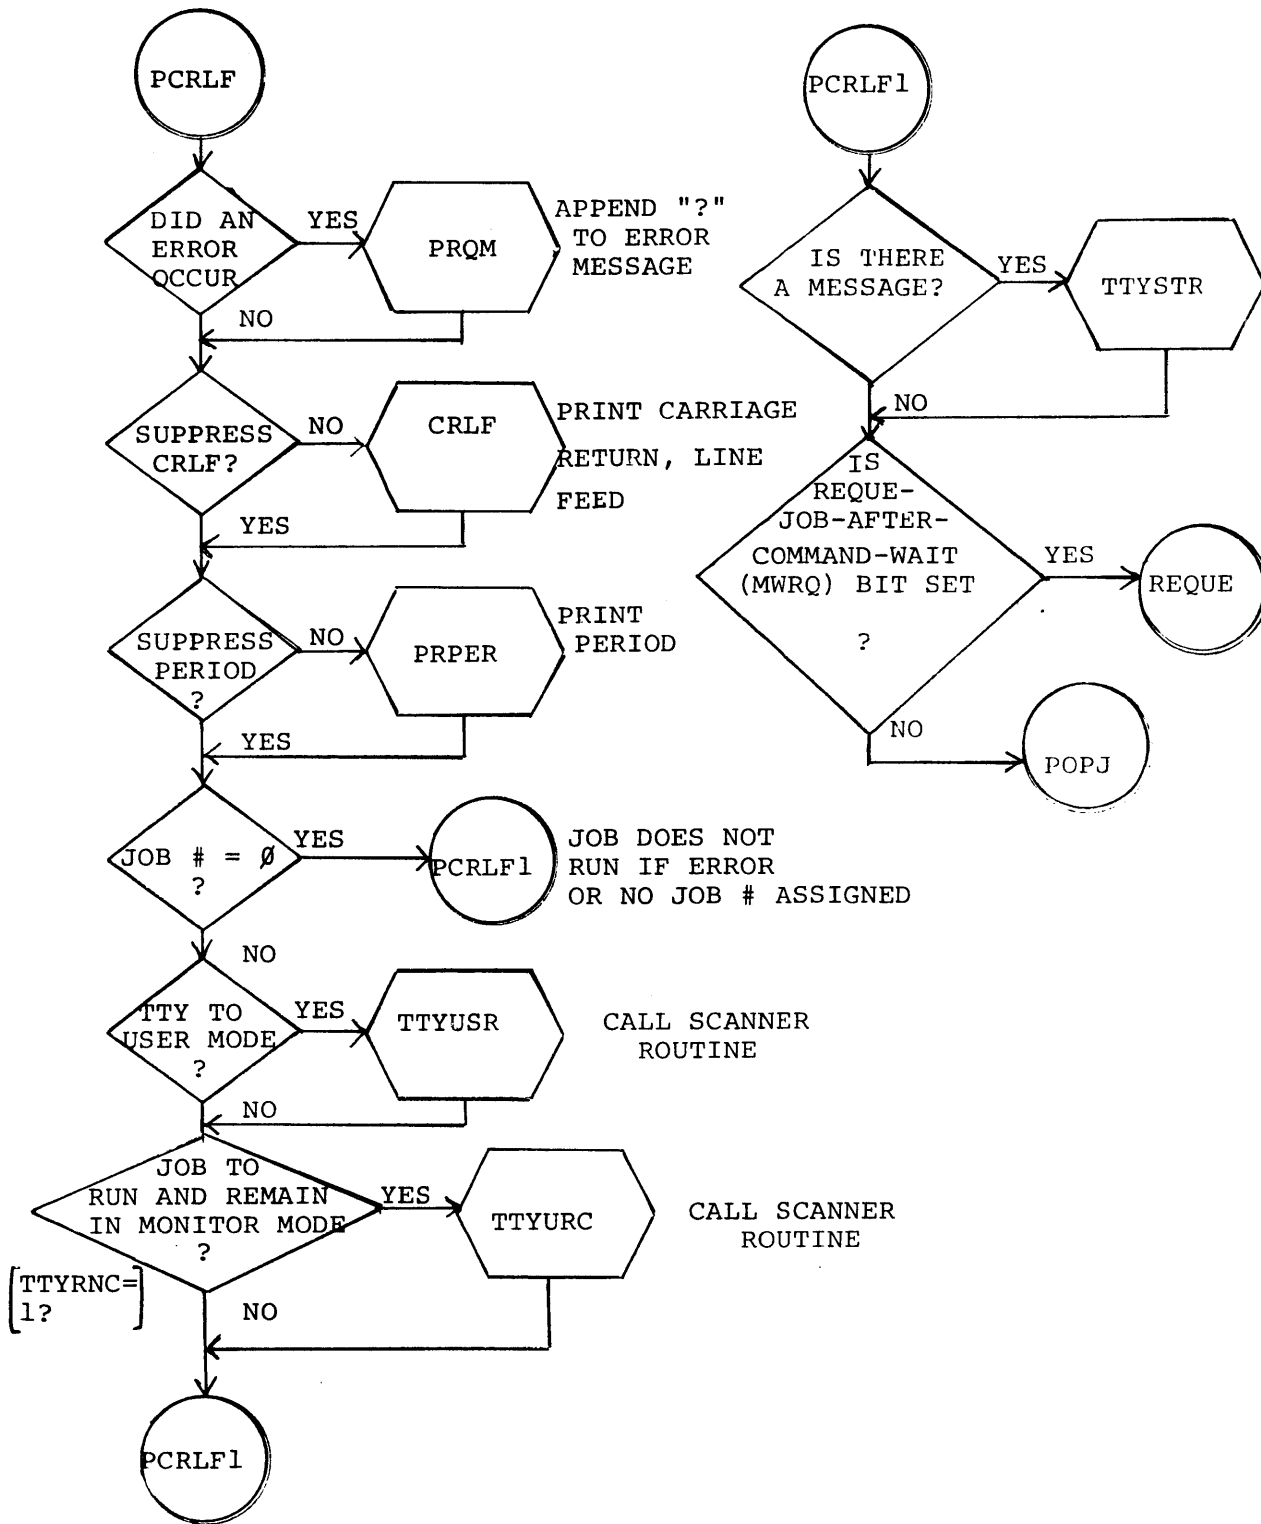 PCRLF
DID AN
ERROR
OCCUR
YES
PRQM
APPEND "?"
TO ERROR
MESSAGE
NO
SUPPRESS
CRLF?
NO
CRLF
PRINT CARRIAGE
RETURN, LINE
FEED
YES
SUPPRESS
PERIOD
?
NO
PRPER
PRINT
PERIOD
YES
JOB # = Ø
?
YES
PCRLF1
JOB DOES NOT
RUN IF ERROR
OR NO JOB # ASSIGNED
NO
TTY TO
USER MODE
?
YES
TTYUSR
CALL SCANNER
ROUTINE
NO
JOB TO
RUN AND REMAIN
IN MONITOR MODE
?
YES
TTYURC
CALL SCANNER
ROUTINE
[TTYRNC=
1?]
NO
PCRLF1
PCRLF1
IS THERE
A MESSAGE?
YES
TTYSTR
NO
IS
REQUE-
JOB-AFTER-
COMMAND-WAIT
(MWRQ) BIT SET
?
YES
REQUE
NO
POPJ